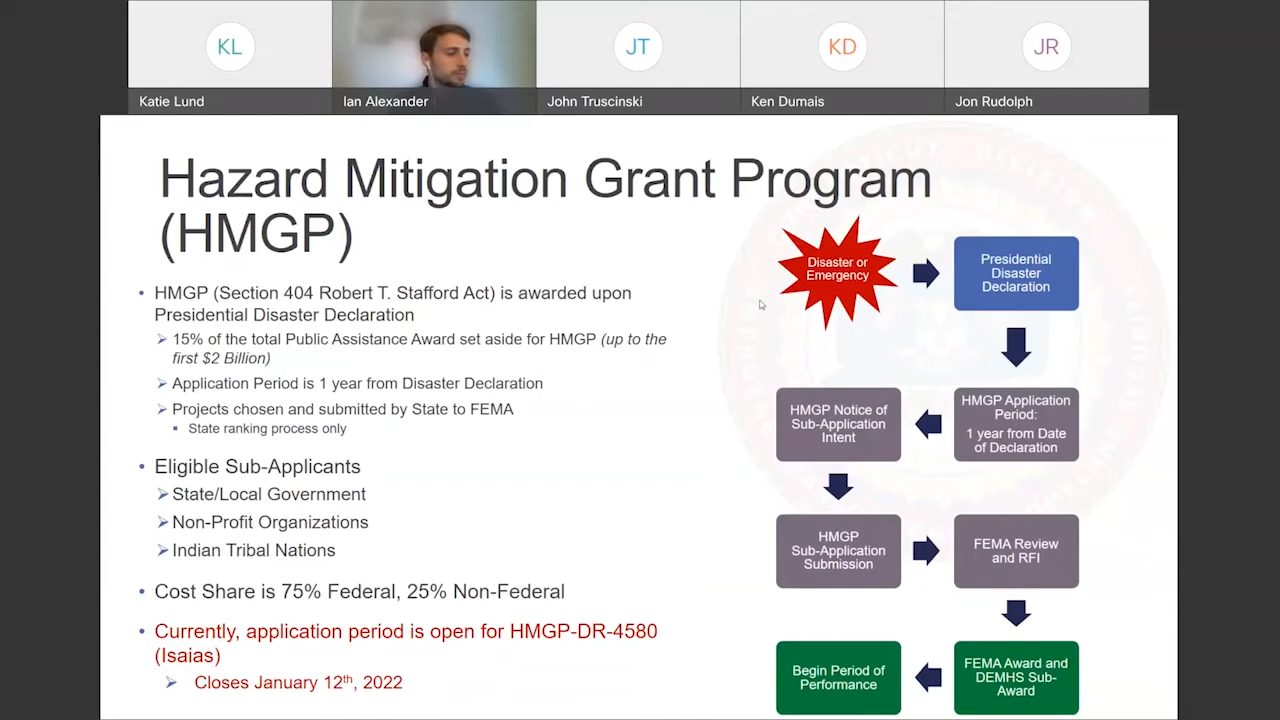 KL
JT
KD
JR
Katie Lund
Ian Alexander
John Truscinski
Ken Dumais
Jon Rudolph
Hazard Mitigation Grant Program
(HMGP)
• HMGP (Section 404 Robert T. Stafford Act) is awarded upon
Presidential Disaster Declaration
➢ 15% of the total Public Assistance Award set aside for HMGP (up to the
first $2 Billion)
➢ Application Period is 1 year from Disaster Declaration
➢ Projects chosen and submitted by State to FEMA
▪ State ranking process only
• Eligible Sub-Applicants
➢ State/Local Government
➢ Non-Profit Organizations
➢ Indian Tribal Nations
• Cost Share is 75% Federal, 25% Non-Federal
• Currently, application period is open for HMGP-DR-4580
(Isaias)
➢ Closes January 12th, 2022
Disaster or
Emergency
Presidential
Disaster
Declaration
HMGP Application
Period:
1 year from Date
of Declaration
HMGP Notice of
Sub-Application
Intent
HMGP
Sub-Application
Submission
FEMA Review
and RFI
FEMA Award and
DEMHS Sub-
Award
Begin Period of
Performance